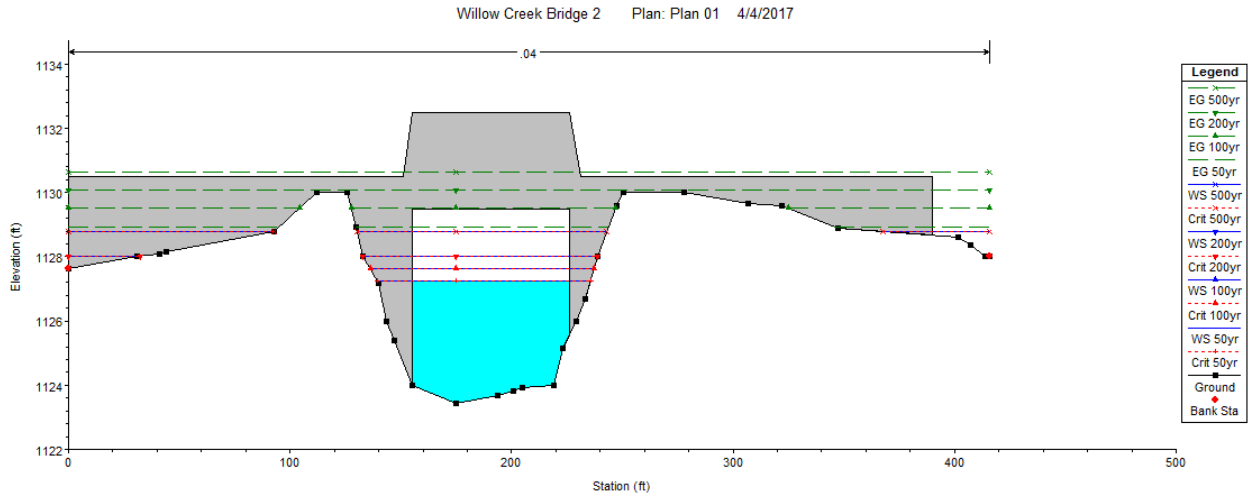 Willow Creek Bridge 2 Plan: Plan 01 4/4/2017
.04
1134
1132
1130
1128
1126
1124
1122
Elevation (ft)
0 100 200 300 400 500
Station (ft)
Legend
EG 500yr
EG 200yr
EG 100yr
EG 50yr
WS 500yr
Crit 500yr
WS 200yr
Crit 200yr
WS 100yr
Crit 100yr
WS 50yr
Crit 50yr
Ground
Bank Sta